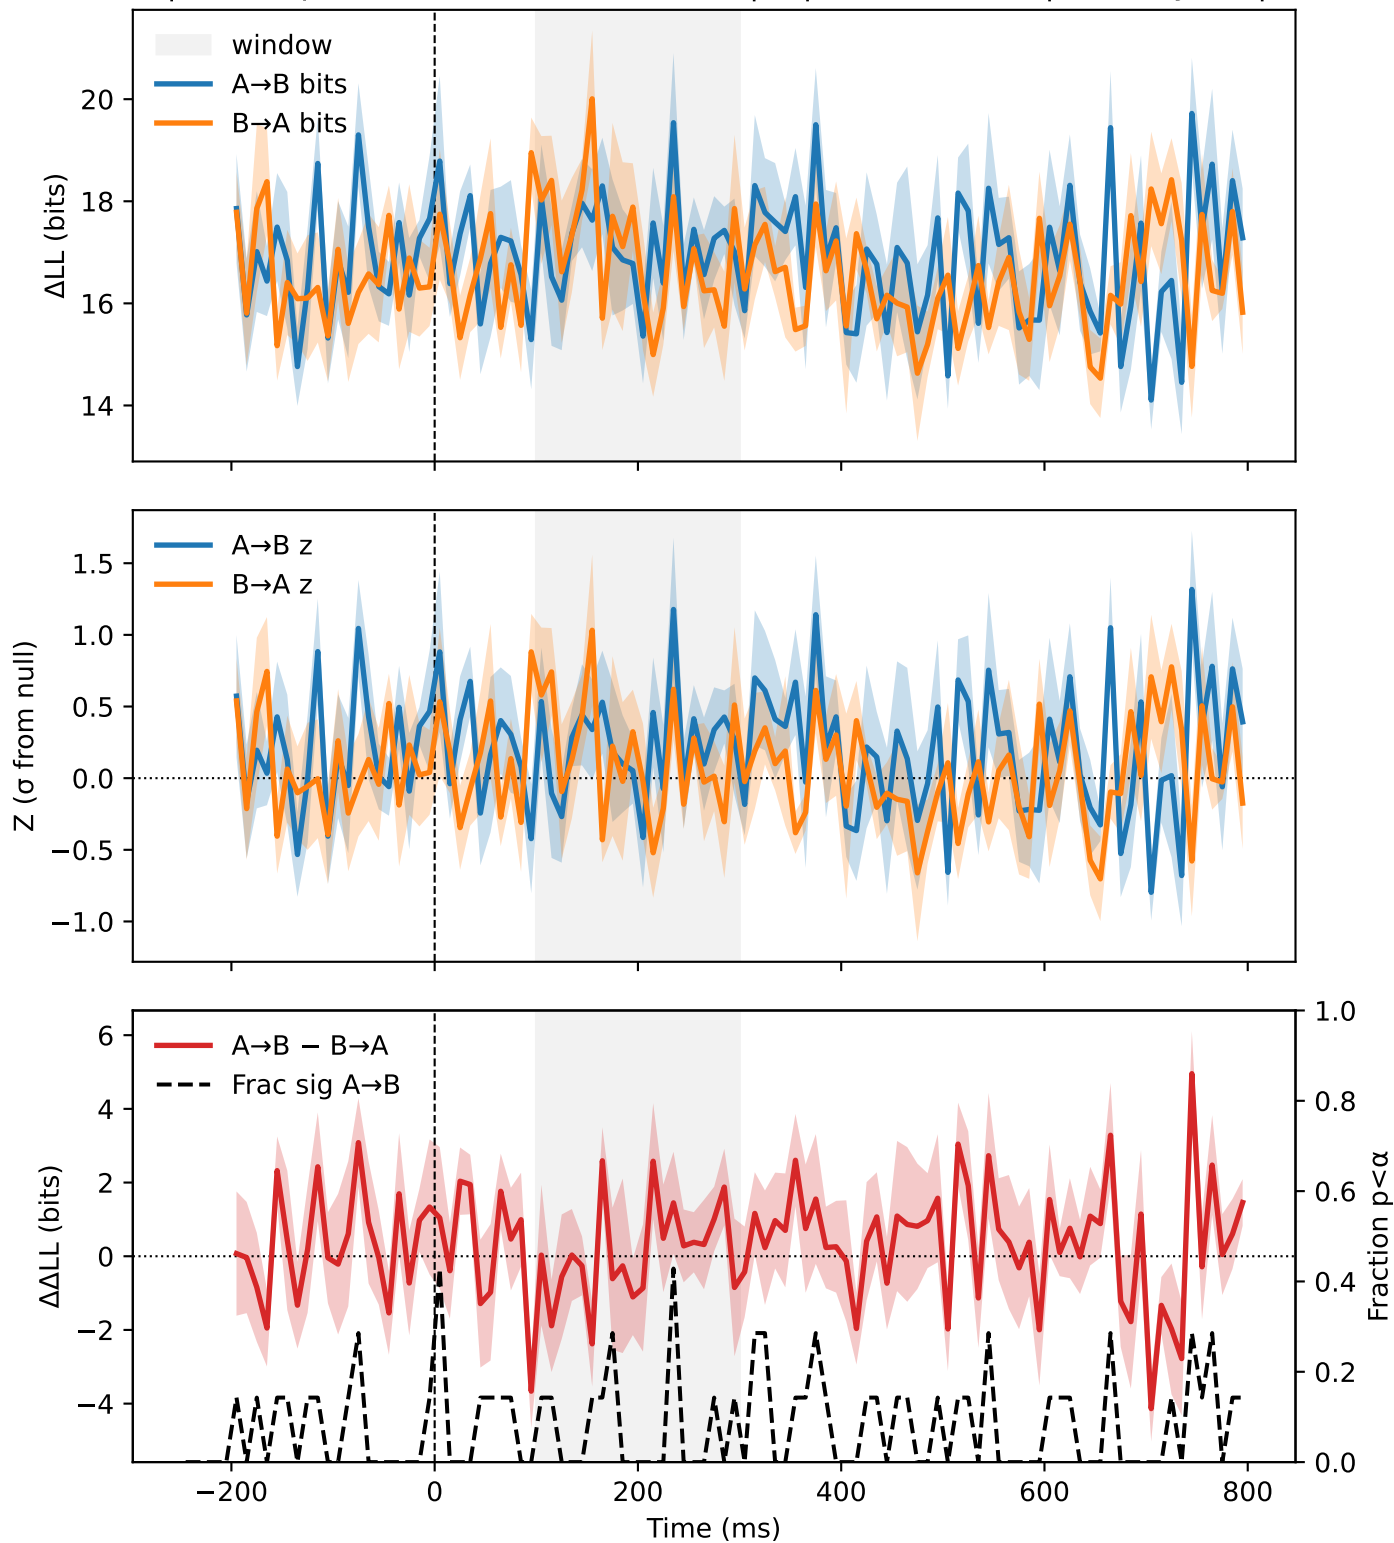 window
A→B bits
B→A bits
ΔLL (bits)
20
18
16
14
A→B z
B→A z
Z (σ from null)
1.5
1.0
0.5
0.0
−0.5
−1.0
A→B − B→A
Frac sig A→B
ΔΔLL (bits)
6
4
2
0
−2
−4
1.0
0.8
0.6
0.4
0.2
0.0
Fraction p<α
−200
0
200
400
600
800
Time (ms)